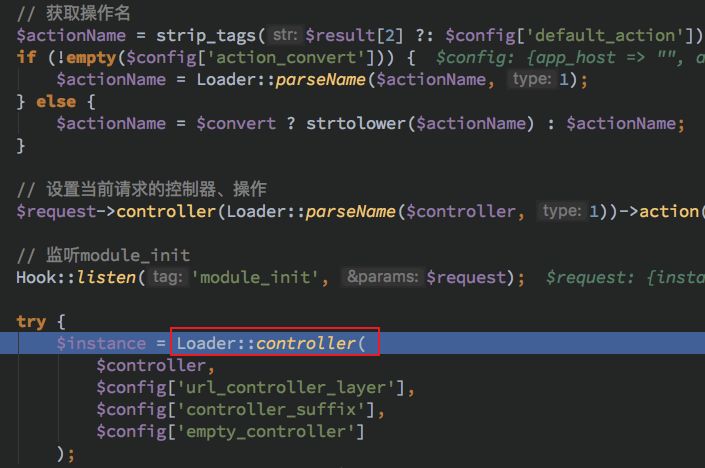 // 获取操作名
$actionName = strip_tags( str: $result[2] ?: $config['default_action'])
if (!empty($config['action_convert'])) {  $config: {app_host => "", a
    $actionName = Loader::parseName($actionName, type: 1);
} else {
    $actionName = $convert ? strtolower($actionName) : $actionName;
}
// 设置当前请求的控制器、操作
$request->controller(Loader::parseName($controller, type: 1))->action(
// 监听module_init
Hook::listen( tag: 'module_init', &params: $request);  $request: {insta
try {
    $instance = Loader::controller(
        $controller,
        $config['url_controller_layer'],
        $config['controller_suffix'],
        $config['empty_controller']
    );